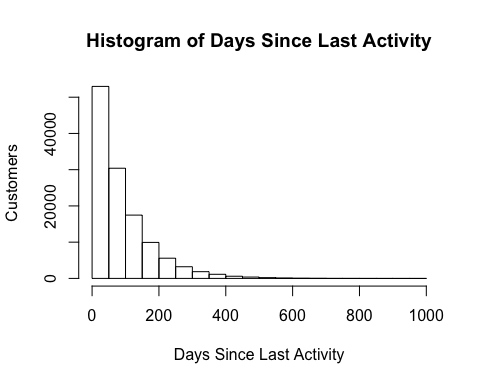 Histogram of Days Since Last Activity
Customers
40000
20000
0
0 200 400 600 800 1000
Days Since Last Activity